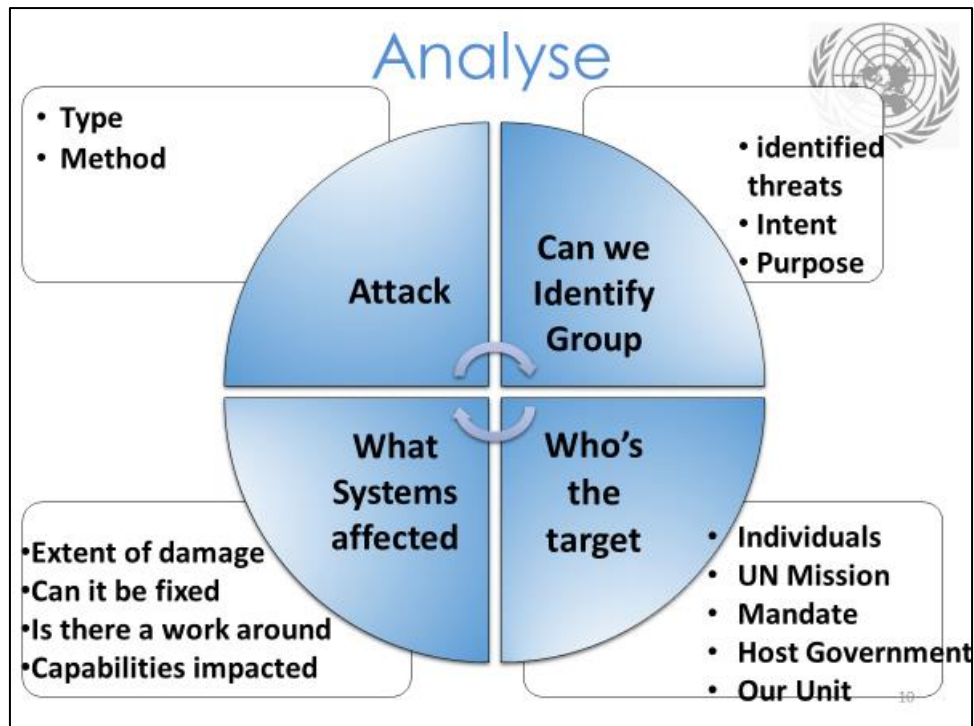 Analyse
• Type
• Method
Attack
• identified
threats
• Intent
• Purpose
Can we
Identify
Group
What
Systems
affected
•Extent of damage
•Can it be fixed
•Is there a work around
•Capabilities impacted
Who's
the
target
• Individuals
• UN Mission
• Mandate
• Host Government
• Our Unit
10